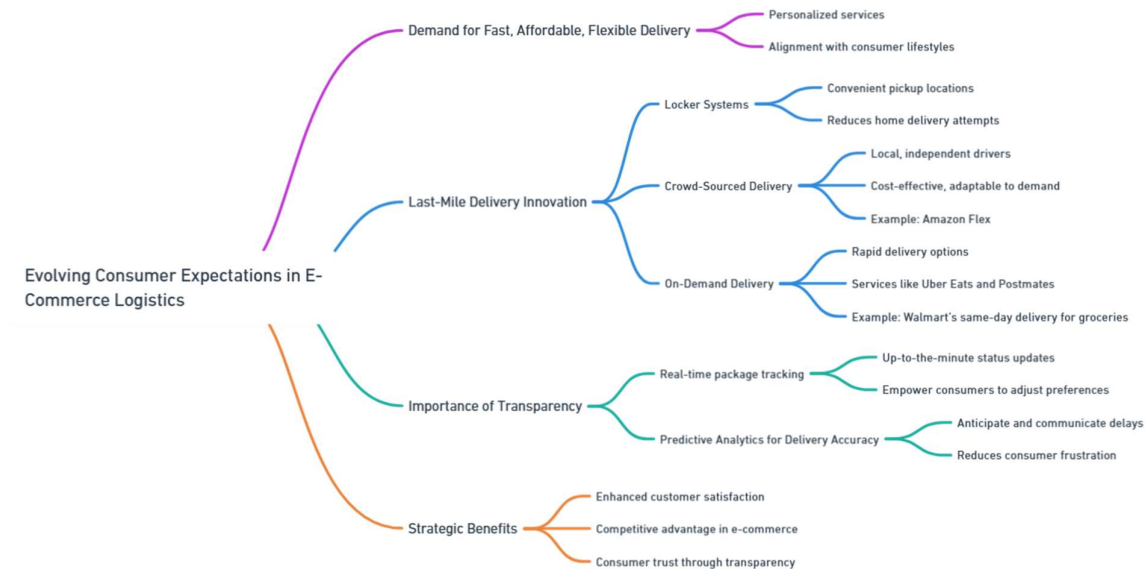 Evolving Consumer Expectations in E-
Commerce Logistics
Demand for Fast, Affordable, Flexible Delivery
Personalized services
Alignment with consumer lifestyles
Last-Mile Delivery Innovation
Locker Systems
Convenient pickup locations
Reduces home delivery attempts
Crowd-Sourced Delivery
Local, independent drivers
Cost-effective, adaptable to demand
Example: Amazon Flex
On-Demand Delivery
Rapid delivery options
Services like Uber Eats and Postmates
Example: Walmart's same-day delivery for groceries
Importance of Transparency
Real-time package tracking
Up-to-the-minute status updates
Empower consumers to adjust preferences
Predictive Analytics for Delivery Accuracy
Anticipate and communicate delays
Reduces consumer frustration
Strategic Benefits
Enhanced customer satisfaction
Competitive advantage in e-commerce
Consumer trust through transparency